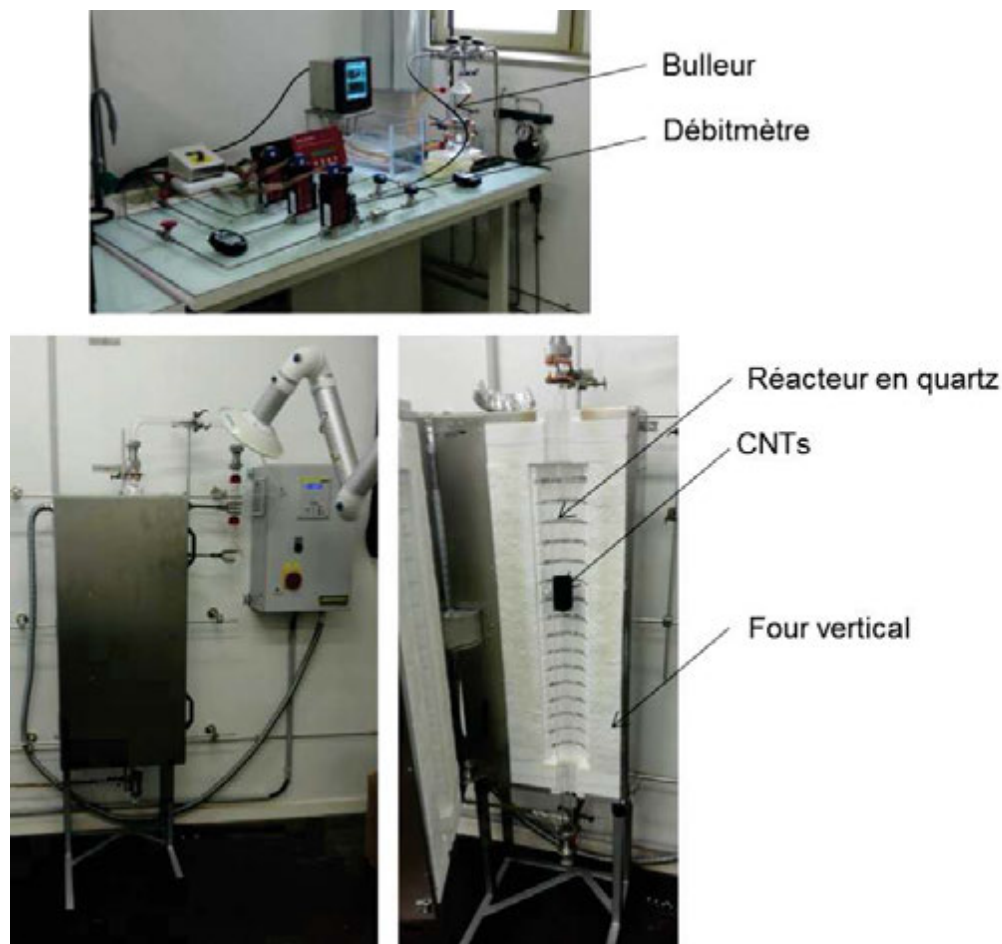 Bulleur
Débitmètre
Réacteur en quartz
CNTs
Four vertical